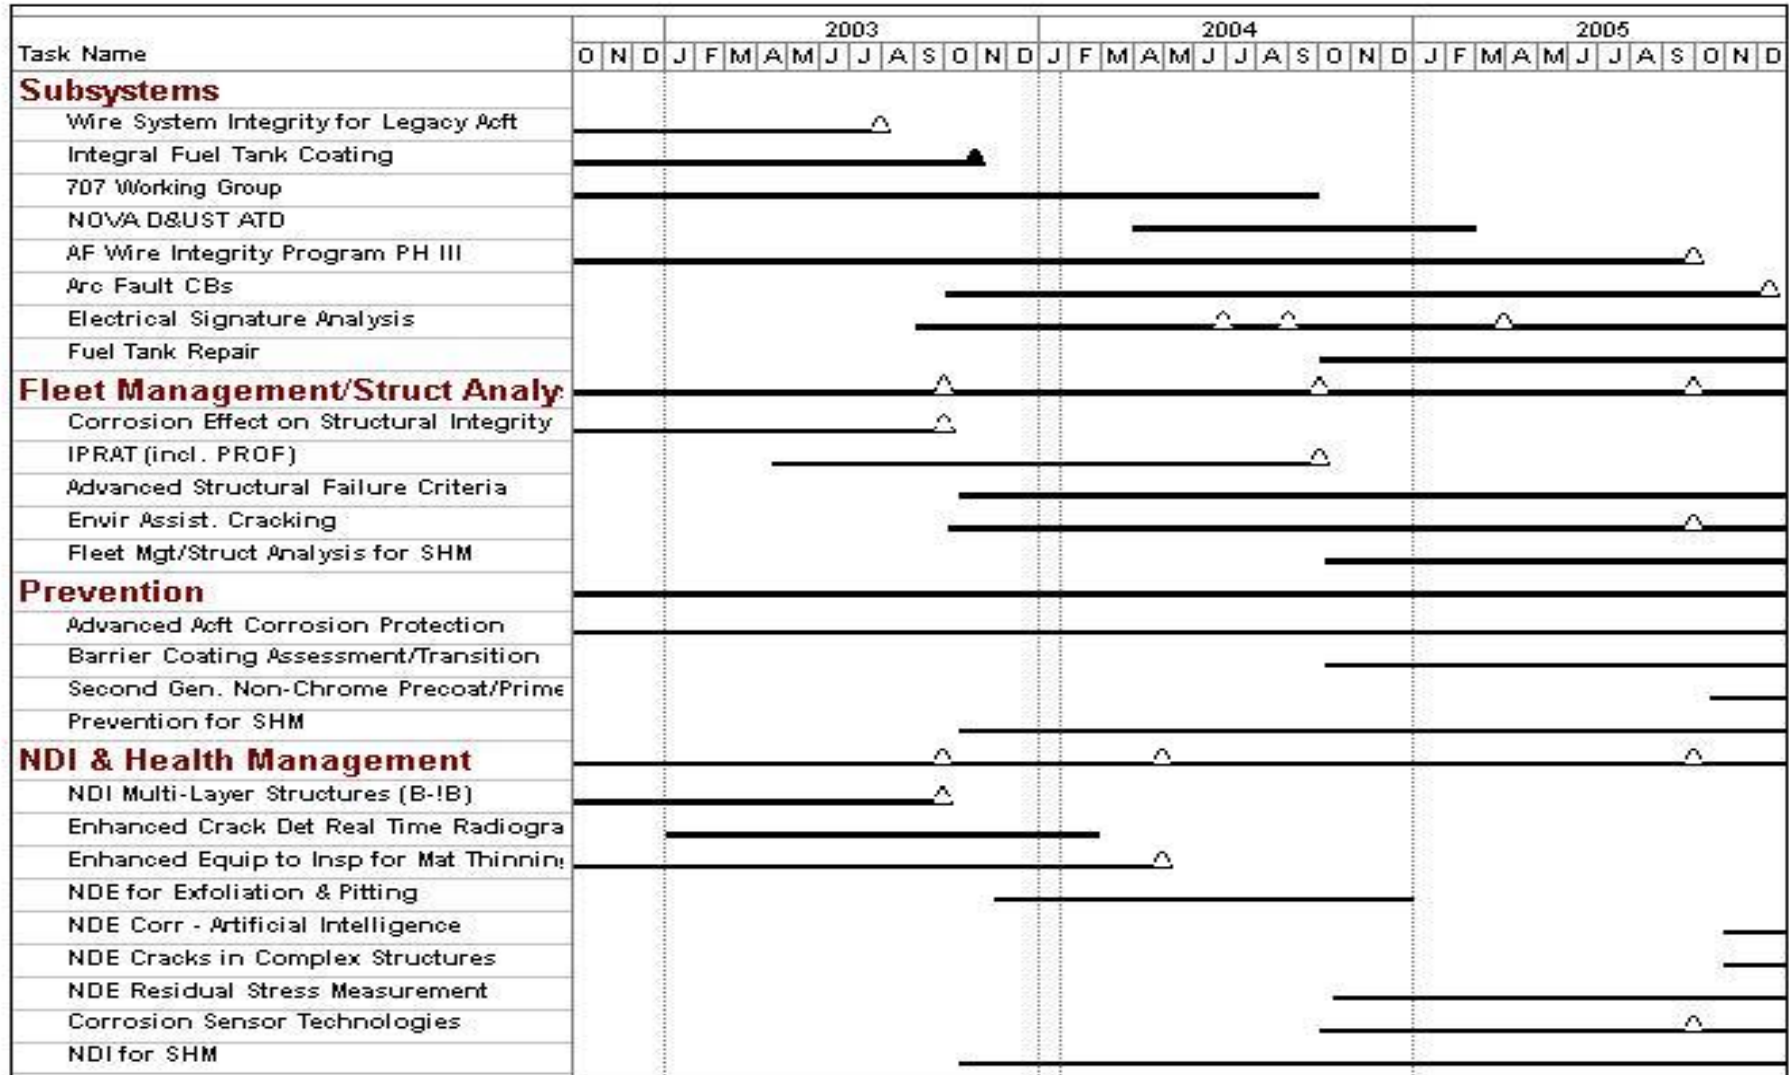 2003 2004 2005
Task Name O N D J F M A M J J A S O N D J F M A M J J A S O N D J F M A M J J A S O N D
Subsystems
Wire System Integrity for Legacy Acft
Integral Fuel Tank Coating
707 Working Group
NOVA D&UST ATD
AF Wire Integrity Program PH III
Arc Fault CBs
Electrical Signature Analysis
Fuel Tank Repair
Fleet Management/Struct Analy
Corrosion Effect on Structural Integrity
IPRAT (incl. PROF)
Advanced Structural Failure Criteria
Envir Assist. Cracking
Fleet Mgt/Struct Analysis for SHM
Prevention
Advanced Acft Corrosion Protection
Barrier Coating Assessment/Transition
Second Gen. Non-Chrome Precoat/Prime
Prevention for SHM
NDI & Health Management
NDI Multi-Layer Structures (B-!B)
Enhanced Crack Det Real Time Radiogra
Enhanced Equip to Insp for Mat Thinnin
NDE for Exfoliation & Pitting
NDE Corr - Artificial Intelligence
NDE Cracks in Complex Structures
NDE Residual Stress Measurement
Corrosion Sensor Technologies
NDI for SHM